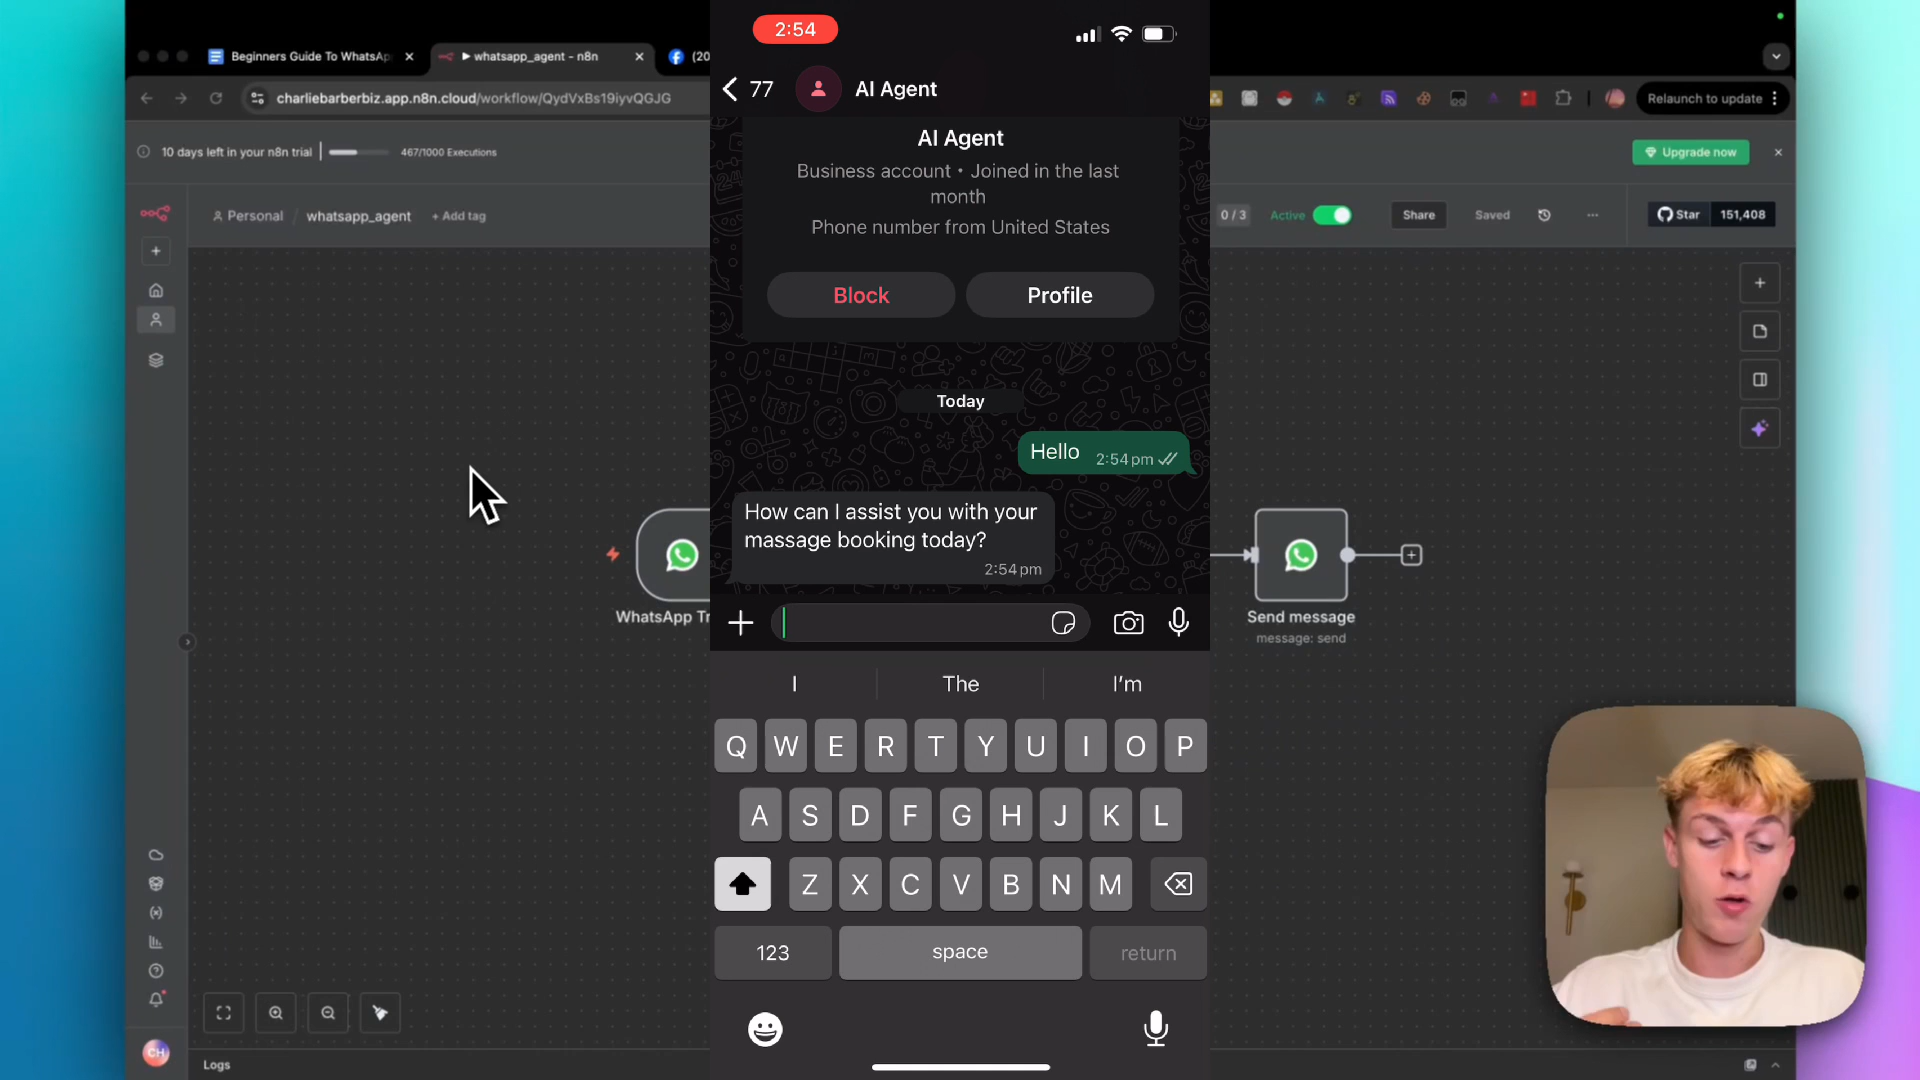 Beginners Guide To WhatsAp
whatsapp_agent - n8n
(20
charliebarberbiz.app.n8n.cloud/workflow/QydVxBs19iyvQGJG
Relaunch to update
10 days left in your n8n trial
467/1000 Executions
Upgrade now
Personal / whatsapp_agent
+ Add tag
0 / 3
Active
Share
Saved
Star
151,408
WhatsApp Tr
Send message
message: send
CH
Logs
2:54
77
AI Agent
AI Agent
Business account • Joined in the last
month
Phone number from United States
Block
Profile
Today
Hello
2:54 pm
How can I assist you with your
massage booking today?
2:54 pm
I
The
I'm
Q W E R T Y U I O P
A S D F G H J K L
Z X C V B N M
123
space
return